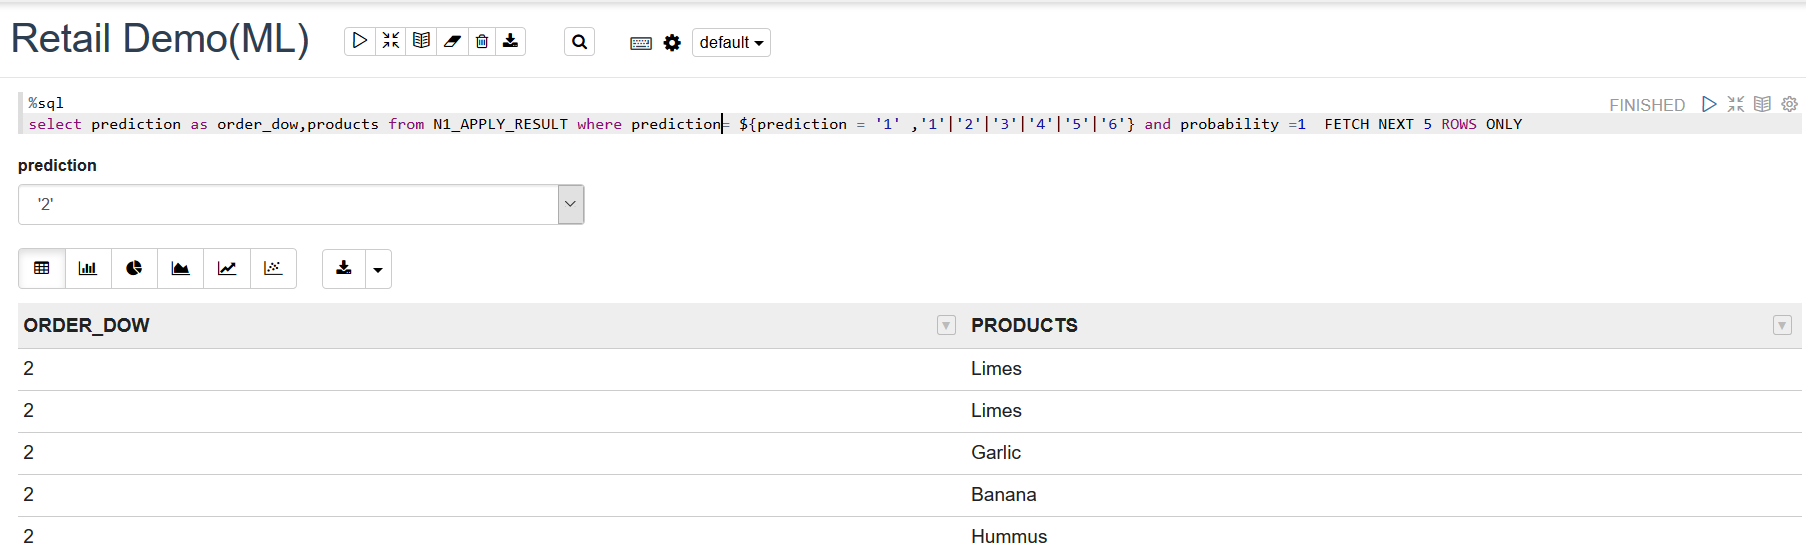 Retail Demo(ML)
default
%sql
FINISHED
select prediction as order_dow,products from N1_APPLY_RESULT where prediction= ${prediction = '1' ,'1'|'2'|'3'|'4'|'5'|'6'} and probability =1  FETCH NEXT 5 ROWS ONLY
prediction
'2'
ORDER_DOW PRODUCTS
2 Limes
2 Limes
2 Garlic
2 Banana
2 Hummus